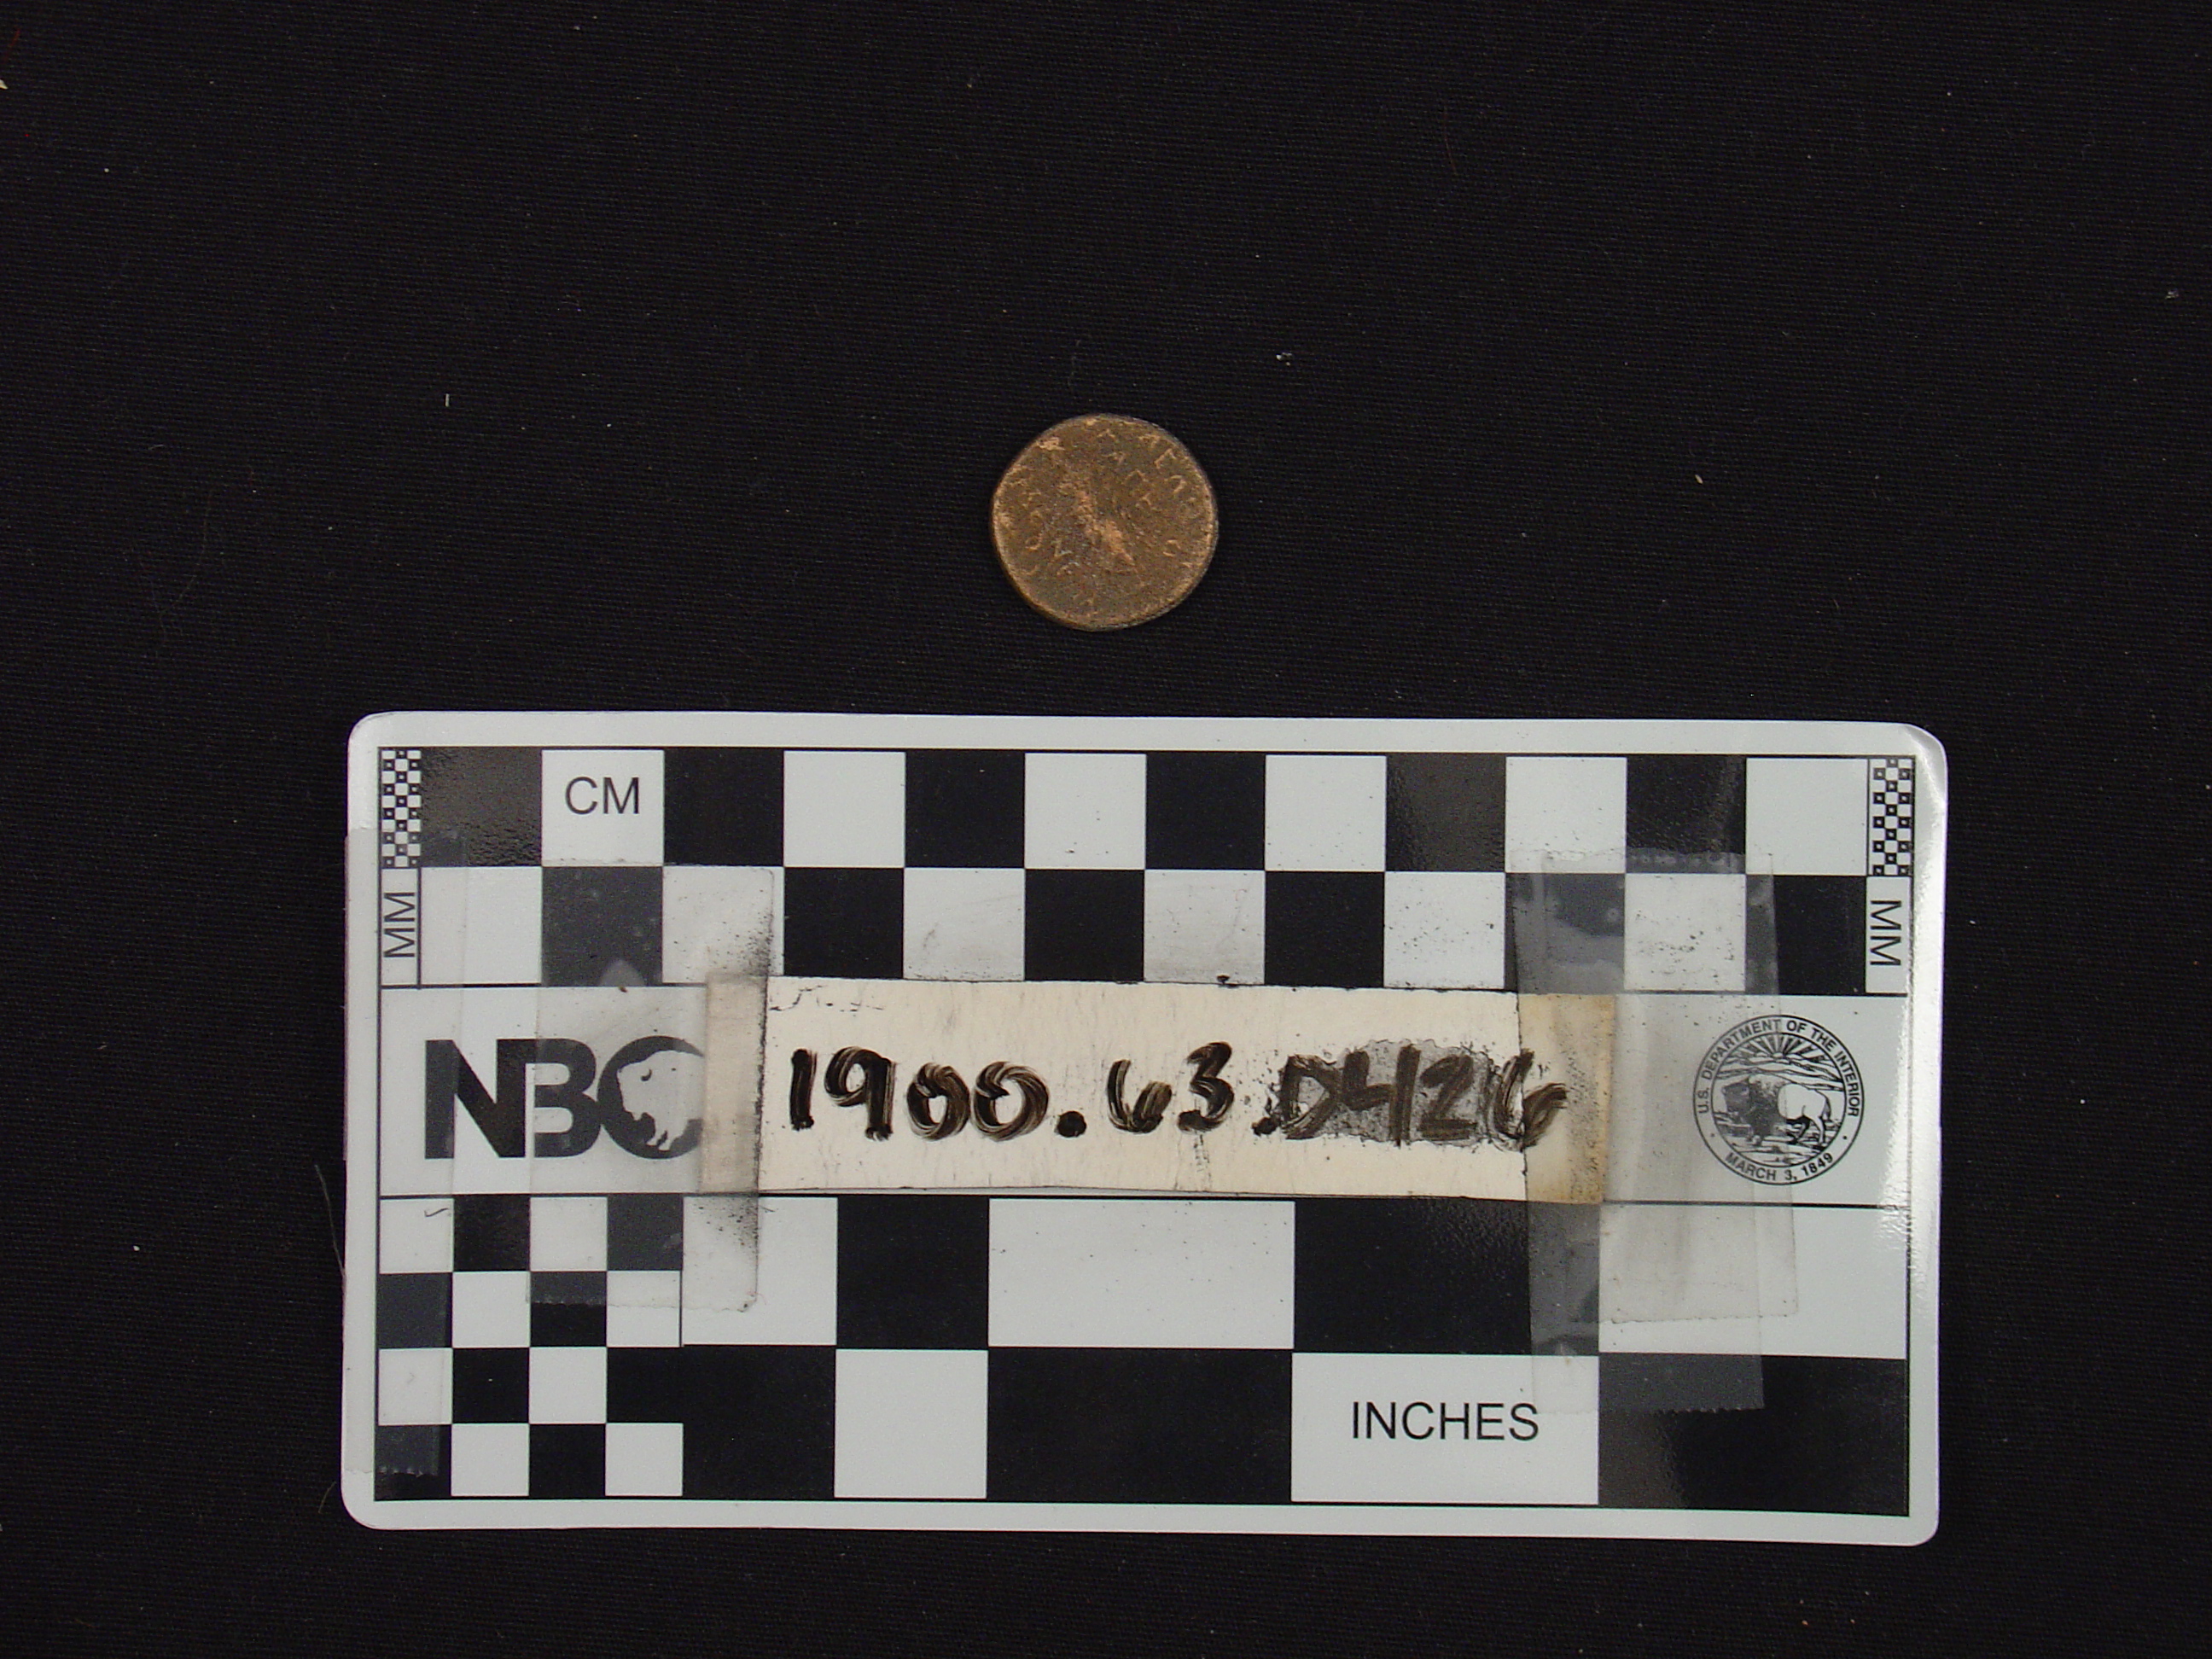 CM
MM
MM
NBC
1900.63.D426
U.S. DEPARTMENT OF THE INTERIOR
MARCH 3, 1849
INCHES